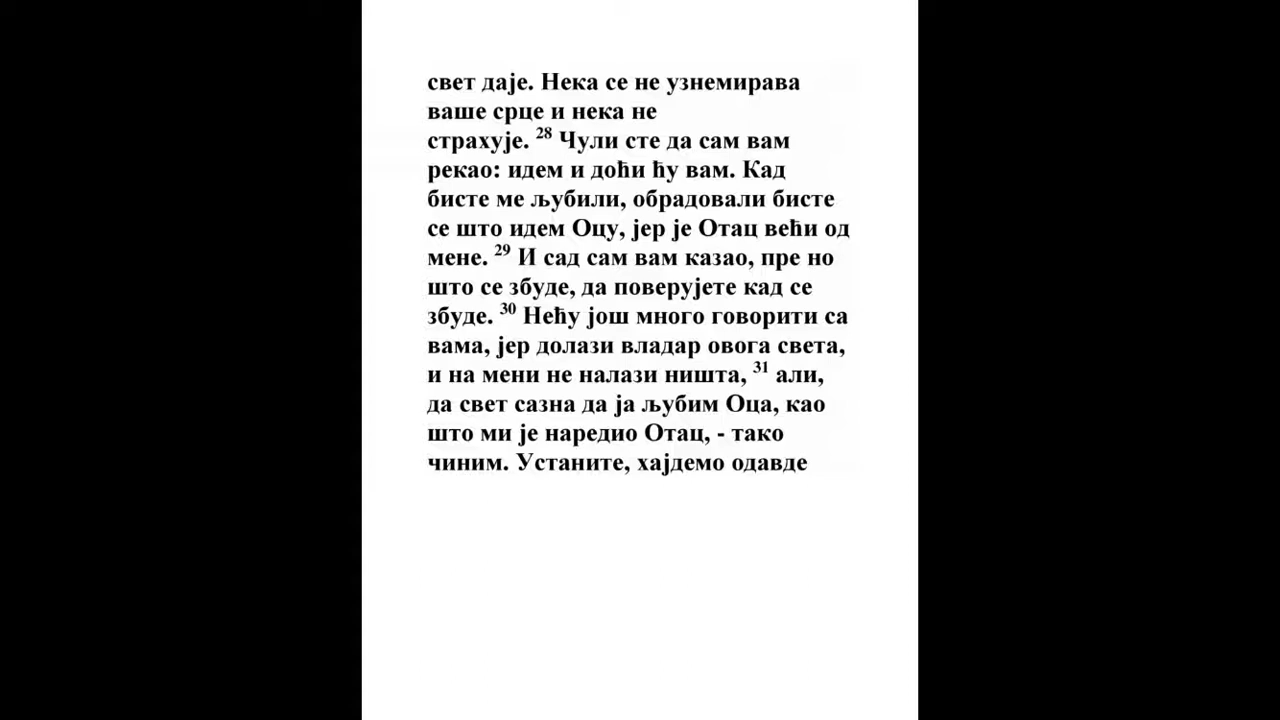 свет даје. Нека се не узнемирава
ваше срце и нека не
страхује. 28 Чули сте да сам вам
рекао: идем и доћи ћу вам. Кад
бисте ме љубили, обрадовали бисте
се што идем Оцу, јер је Отац већи од
мене. 29 И сад сам вам казао, пре но
што се збуде, да поверујете кад се
збуде. 30 Нећу још много говорити са
вама, јер долази владар овога света,
и на мени не налази ништа, 31 али,
да свет сазна да ја љубим Оца, као
што ми је наредио Отац, - тако
чиним. Устаните, хајдемо одавде